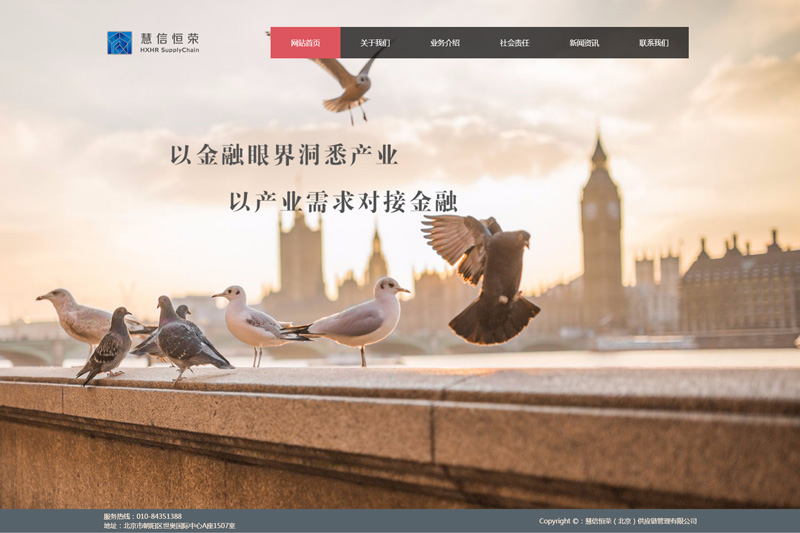 慧信恒荣
HXHR SupplyChain
网站首页
关于我们
业务介绍
社会责任
新闻资讯
联系我们
以金融眼界洞悉产业
以产业需求对接金融
服务热线：010-84351388
地址：北京市朝阳区世奥国际中心A座1507室
Copyright ©：慧信恒荣（北京）供应链管理有限公司